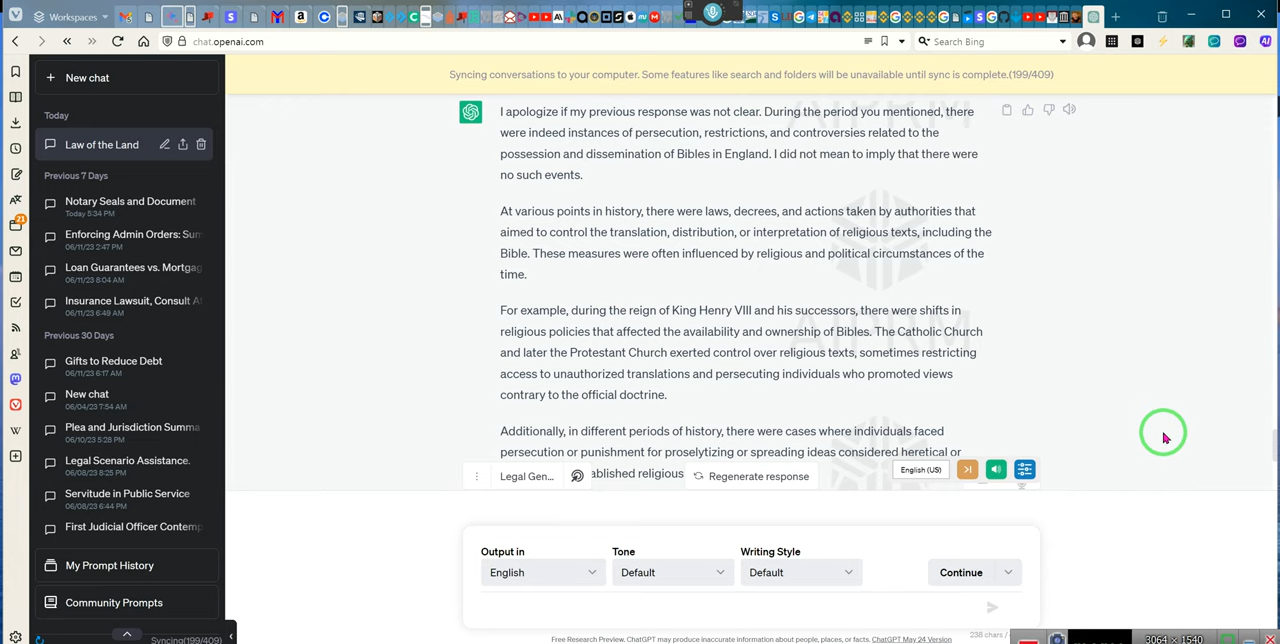 Workspaces
chat.openai.com
Search Bing
New chat
Syncing conversations to your computer. Some features like search and folders will be unavailable until sync is complete.(199/409)
Today
Law of the Land
Previous 7 Days
Notary Seals and Document
Today 5:34 PM
Enforcing Admin Orders: Sum
06/11/23 2:47 PM
Loan Guarantees vs. Mortgag
06/11/23 8:04 AM
Insurance Lawsuit, Consult A
06/11/23 6:49 AM
Previous 30 Days
Gifts to Reduce Debt
06/11/23 6:17 AM
New chat
06/04/23 7:54 AM
Plea and Jurisdiction Summa
06/10/23 5:28 PM
Legal Scenario Assistance.
06/08/23 8:25 PM
Servitude in Public Service
06/08/23 6:44 PM
First Judicial Officer Contemp
My Prompt History
Community Prompts
Syncing(199/409)
I apologize if my previous response was not clear. During the period you mentioned, there
were indeed instances of persecution, restrictions, and controversies related to the
possession and dissemination of Bibles in England. I did not mean to imply that there were
no such events.
At various points in history, there were laws, decrees, and actions taken by authorities that
aimed to control the translation, distribution, or interpretation of religious texts, including the
Bible. These measures were often influenced by religious and political circumstances of the
time.
For example, during the reign of King Henry VIII and his successors, there were shifts in
religious policies that affected the availability and ownership of Bibles. The Catholic Church
and later the Protestant Church exerted control over religious texts, sometimes restricting
access to unauthorized translations and persecuting individuals who promoted views
contrary to the official doctrine.
Additionally, in different periods of history, there were cases where individuals faced
persecution or punishment for proselytizing or spreading ideas considered heretical or
ablished religious
Legal Gen...
Regenerate response
English (US)
AIPRM
AIPRM
Output in
Tone
Writing Style
English
Default
Default
Continue
238 chars /
Free Research Preview. ChatGPT may produce inaccurate information about people, places, or facts. ChatGPT May 24 Version
3064 × 1540
21